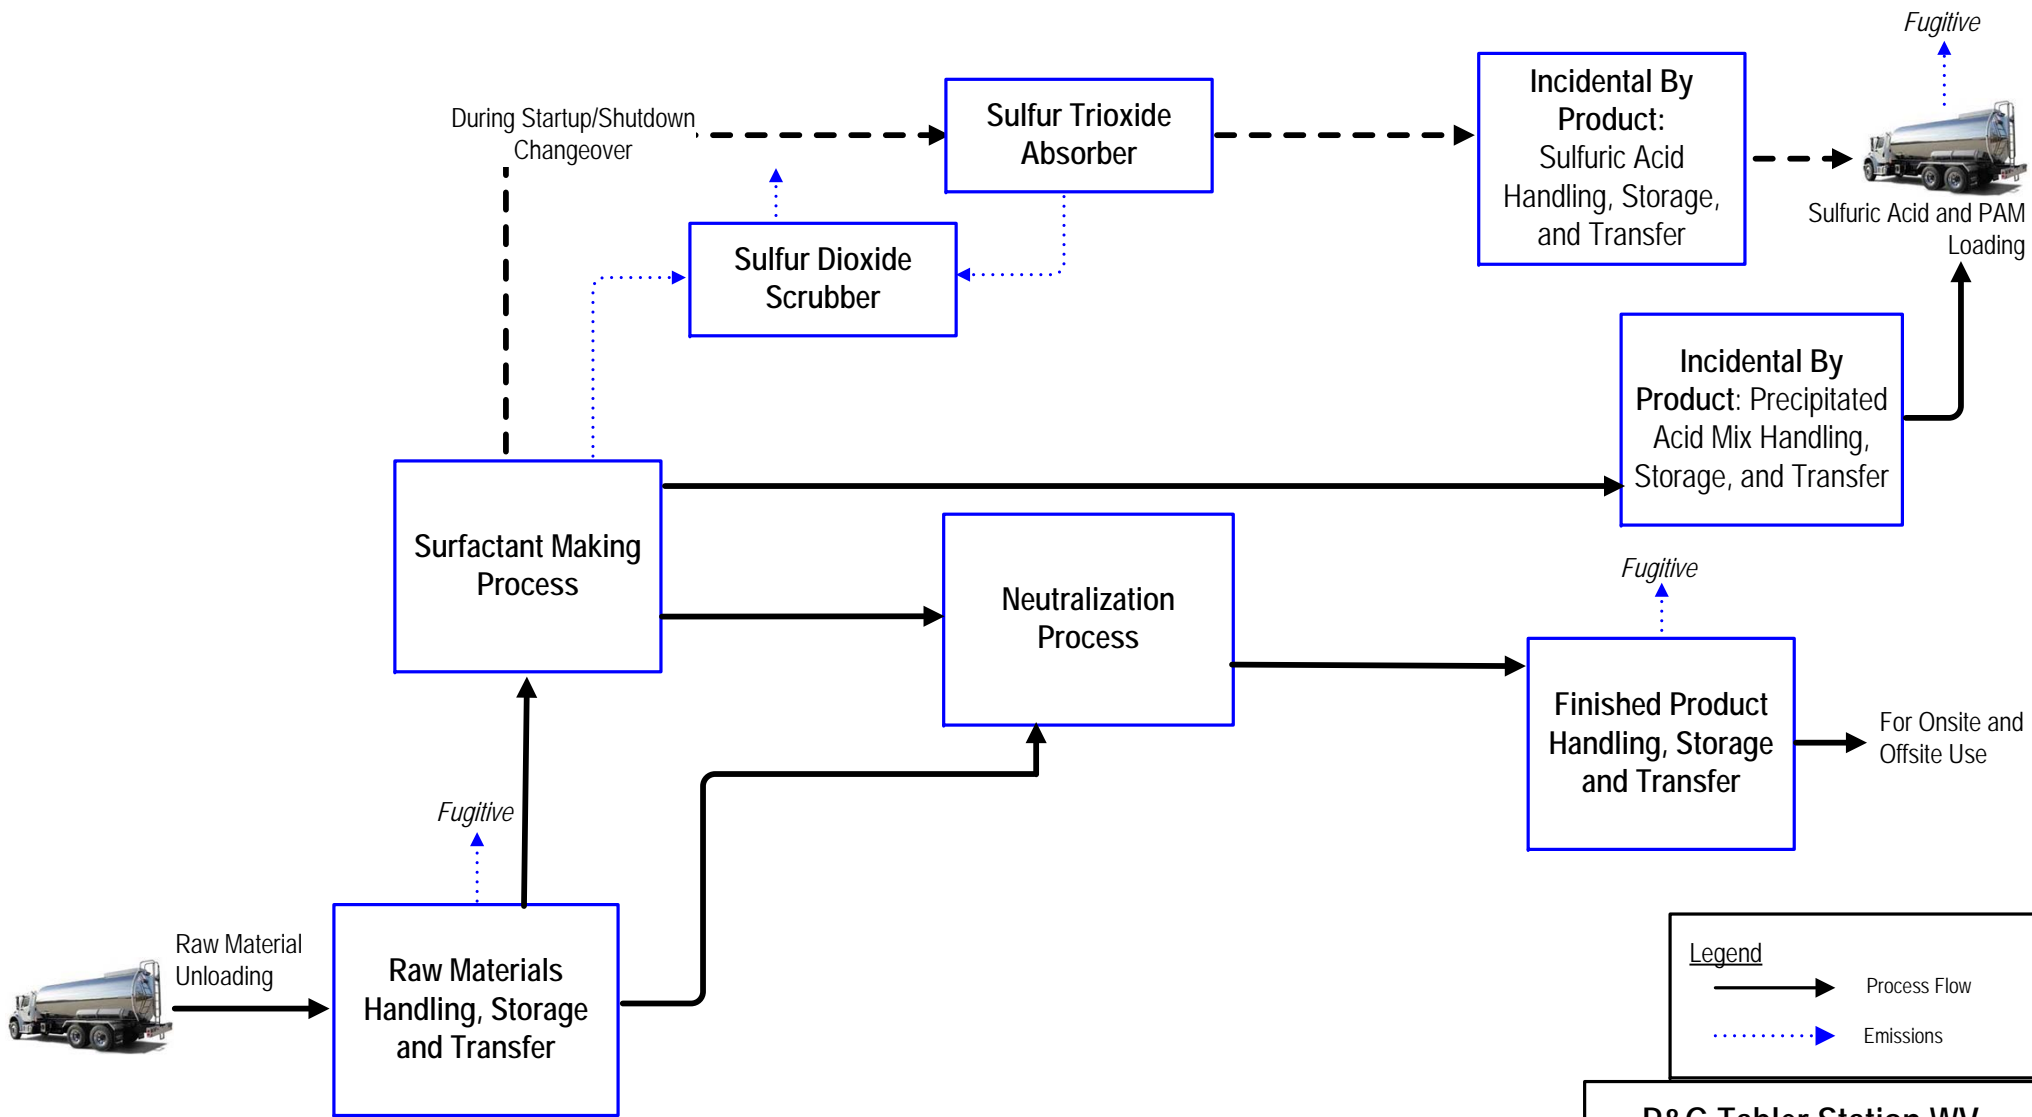 Fugitive
During Startup/Shutdown
Changeover
Sulfur Trioxide
Absorber
Incidental By
Product:
Sulfuric Acid
Handling, Storage,
and Transfer
Sulfuric Acid and PAM
Loading
Sulfur Dioxide
Scrubber
Incidental By
Product: Precipitated
Acid Mix Handling,
Storage, and Transfer
Surfactant Making
Process
Neutralization
Process
Fugitive
Finished Product
Handling, Storage
and Transfer
For Onsite and
Offsite Use
Fugitive
Raw Material
Unloading
Raw Materials
Handling, Storage
and Transfer
Legend
Process Flow
Emissions
P&G Tabler Station WV